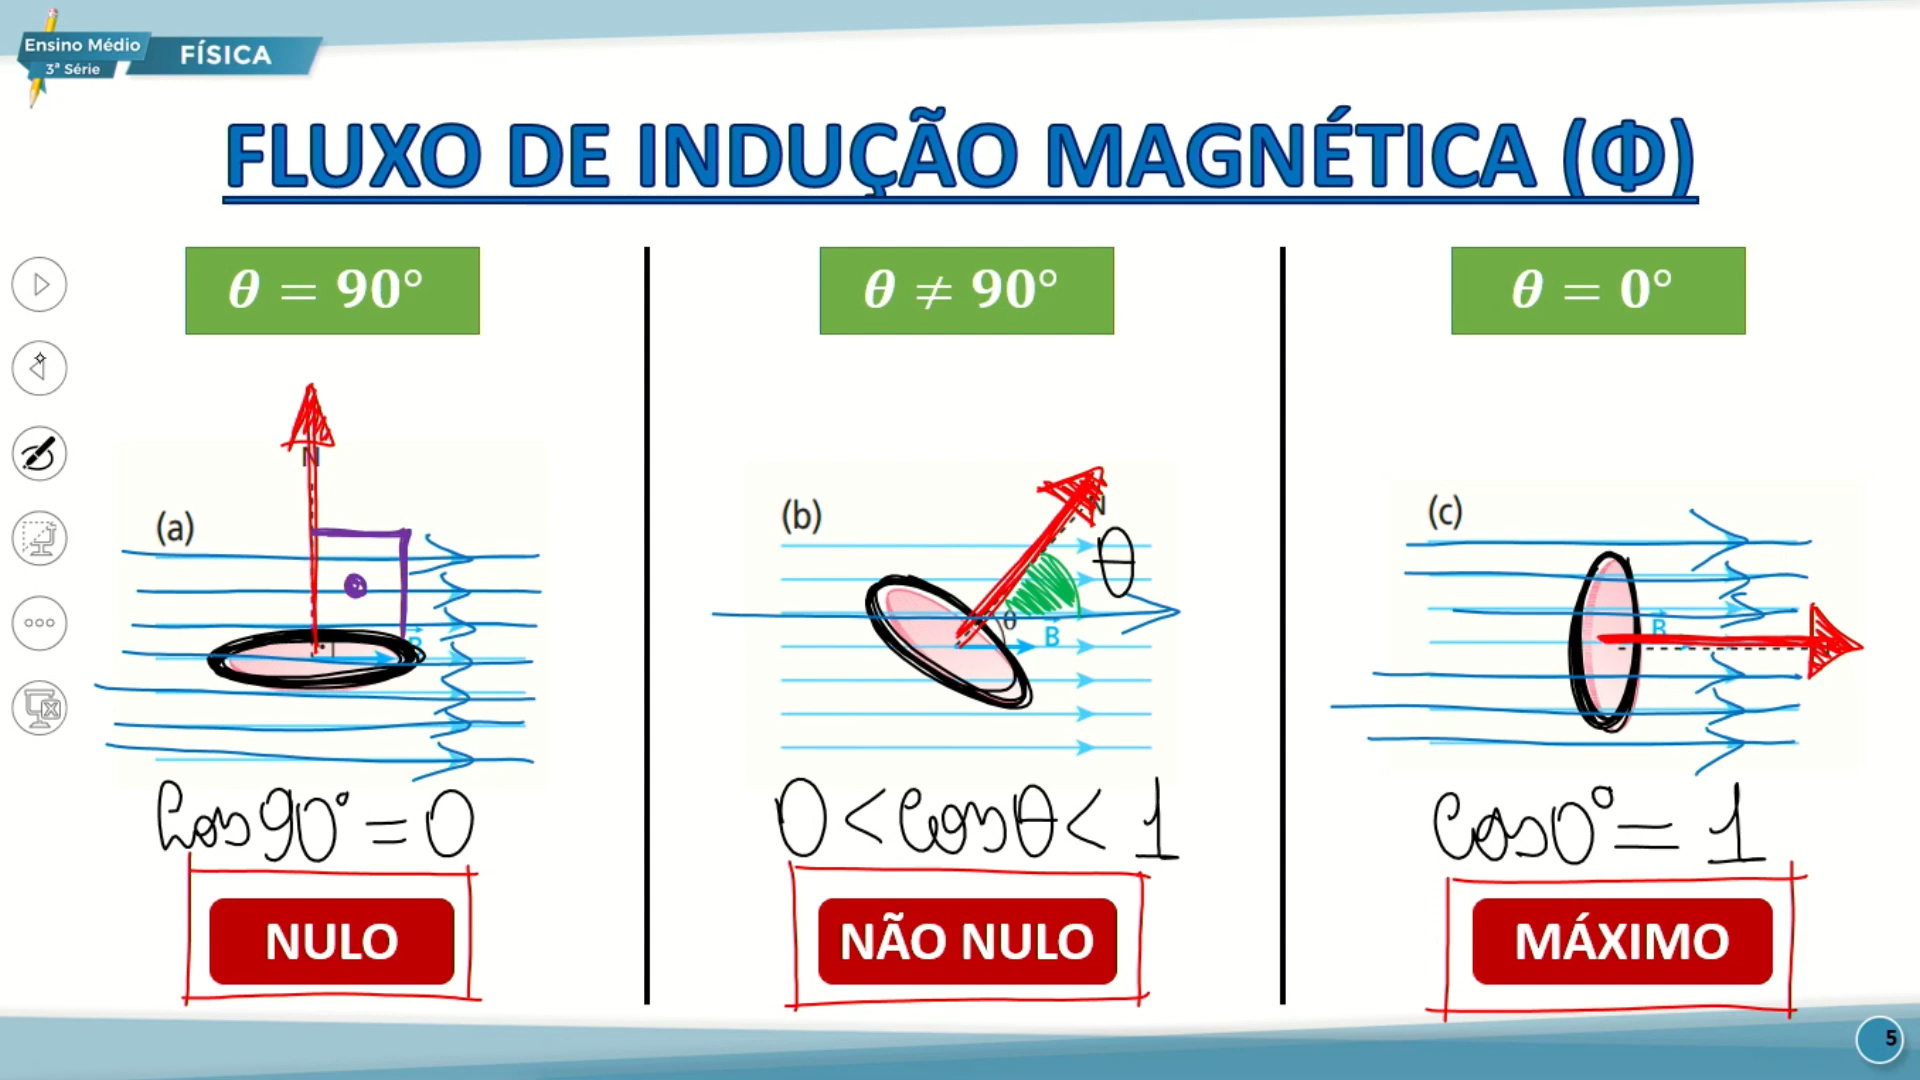 Ensino Médio
3ª Série
FÍSICA
FLUXO DE INDUÇÃO MAGNÉTICA (Φ)
θ = 90°
θ ≠ 90°
θ = 0°
(a)
N
B
(b)
N
θ
θ
B
(c)
B
Cos 90° = 0
0 < Cos θ < 1
Cos 0° = 1
NULO
NÃO NULO
MÁXIMO
5